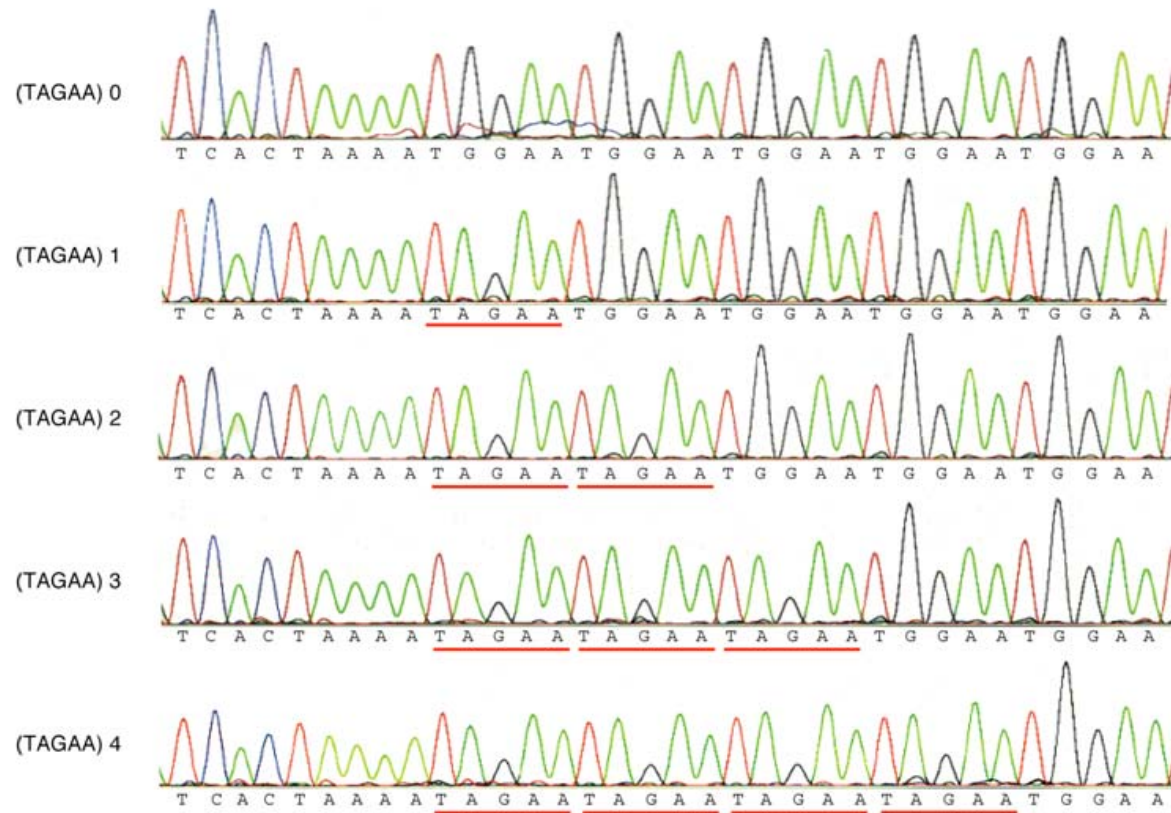 (TAGAA) 0
T C A C T A A A A T G G A A T G G A A T G G A A T G G A A T G G A A
(TAGAA) 1
T C A C T A A A A T A G A A T G G A A T G G A A T G G A A T G G A A
(TAGAA) 2
T C A C T A A A A T A G A A T A G A A T G G A A T G G A A T G G A A
(TAGAA) 3
T C A C T A A A A T A G A A T A G A A T A G A A T G G A A T G G A A
(TAGAA) 4
T C A C T A A A A T A G A A T A G A A T A G A A T A G A A T G G A A